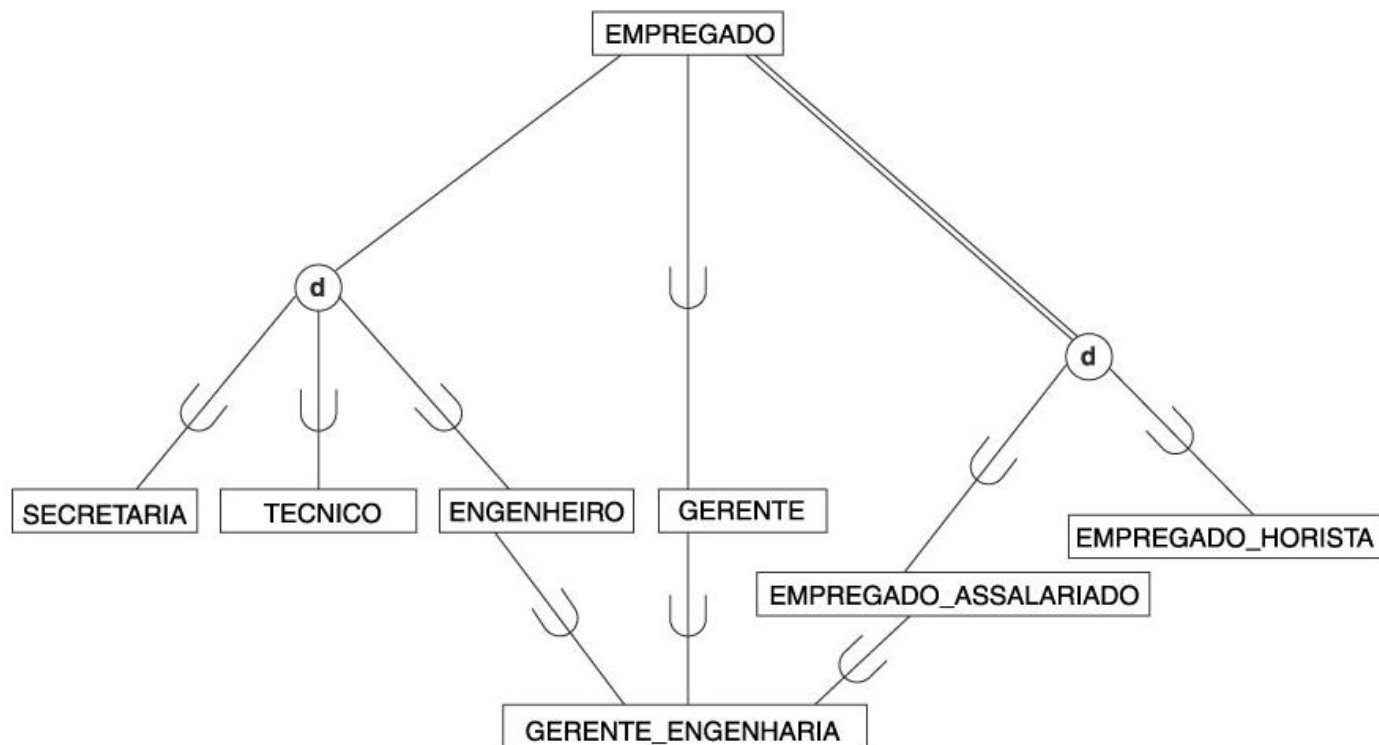 EMPREGADO
d
d
SECRETARIA
TECNICO
ENGENHEIRO
GERENTE
EMPREGADO_HORISTA
EMPREGADO_ASSALARIADO
GERENTE_ENGENHARIA